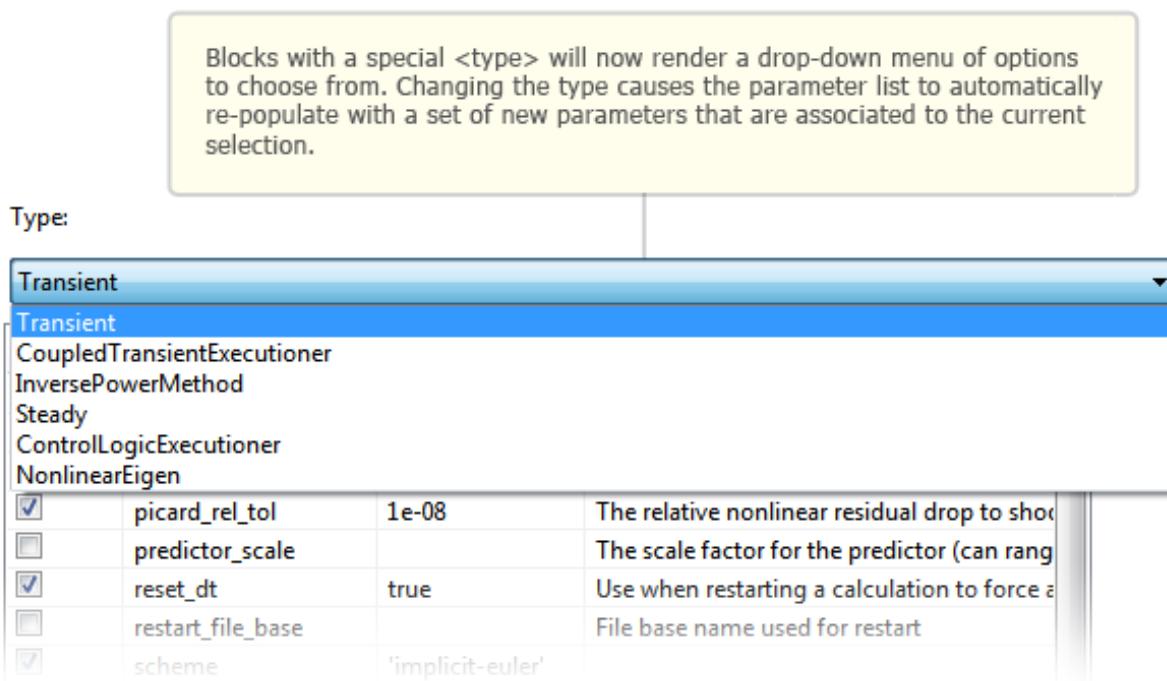 Blocks with a special <type> will now render a drop-down menu of options
to choose from. Changing the type causes the parameter list to automatically
re-populate with a set of new parameters that are associated to the current
selection.
Type:
Transient
Transient
CoupledTransientExecutioner
InversePowerMethod
Steady
ControlLogicExecutioner
NonlinearEigen
picard_rel_tol 1e-08 The relative nonlinear residual drop to shoo
predictor_scale The scale factor for the predictor (can rang
reset_dt true Use when restarting a calculation to force a
restart_file_base File base name used for restart
scheme 'implicit-euler'